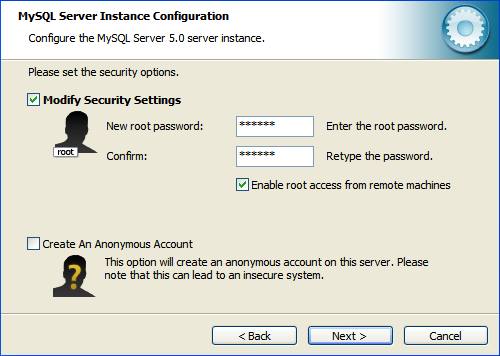 MySQL Server Instance Configuration
Configure the MySQL Server 5.0 server instance.
Please set the security options.
Modify Security Settings
New root password: ****** Enter the root password.
root
Confirm: ****** Retype the password.
Enable root access from remote machines
Create An Anonymous Account
This option will create an anonymous account on this server. Please
note that this can lead to an insecure system.
< Back Next > Cancel